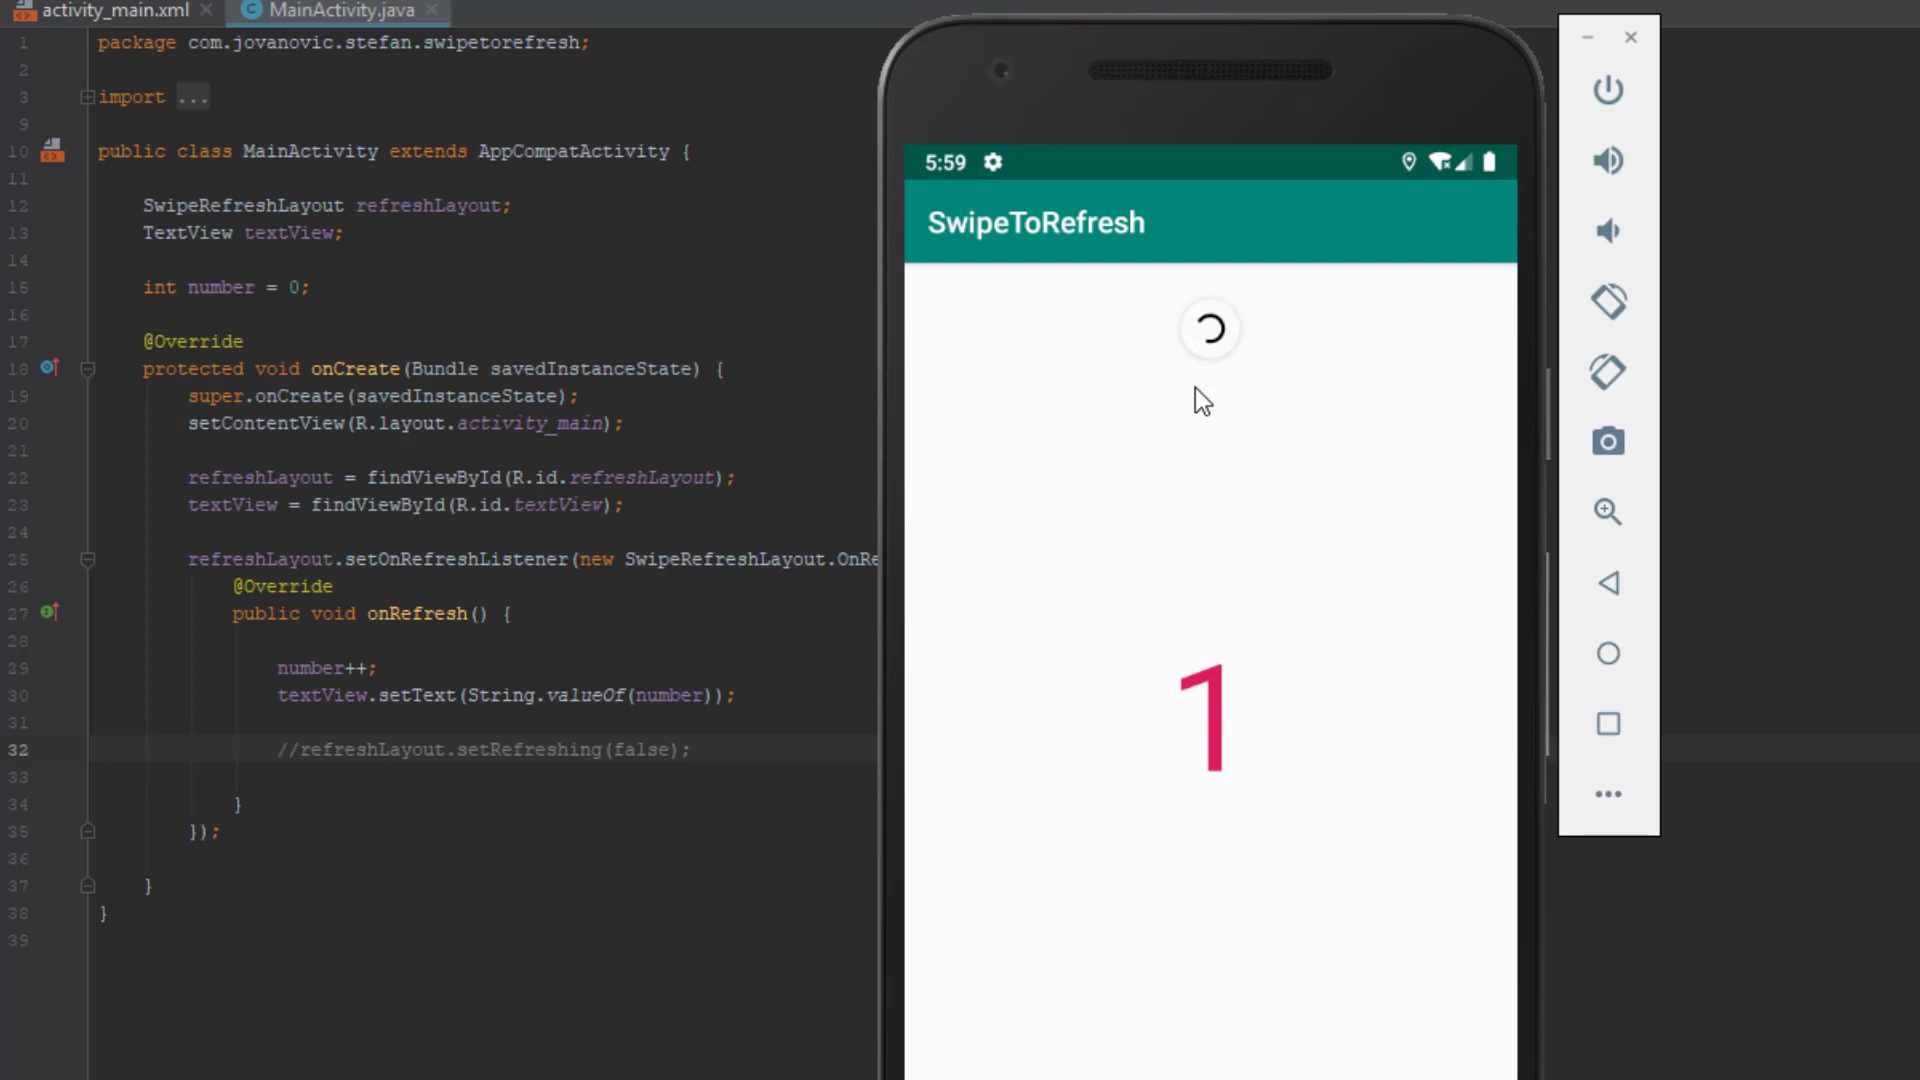 activity_main.xml
MainActivity.java
1 package com.jovanovic.stefan.swipetorefresh;
2
3 import ...
9
10 public class MainActivity extends AppCompatActivity {
11
12 SwipeRefreshLayout refreshLayout;
13 TextView textView;
14
15 int number = 0;
16
17 @Override
18 protected void onCreate(Bundle savedInstanceState) {
19 super.onCreate(savedInstanceState);
20 setContentView(R.layout.activity_main);
21
22 refreshLayout = findViewById(R.id.refreshLayout);
23 textView = findViewById(R.id.textView);
24
25 refreshLayout.setOnRefreshListener(new SwipeRefreshLayout.OnRe
26 @Override
27 public void onRefresh() {
28
29 number++;
30 textView.setText(String.valueOf(number));
31
32 //refreshLayout.setRefreshing(false);
33
34 }
35 });
36
37 }
38 }
39
5:59
SwipeToRefresh
1